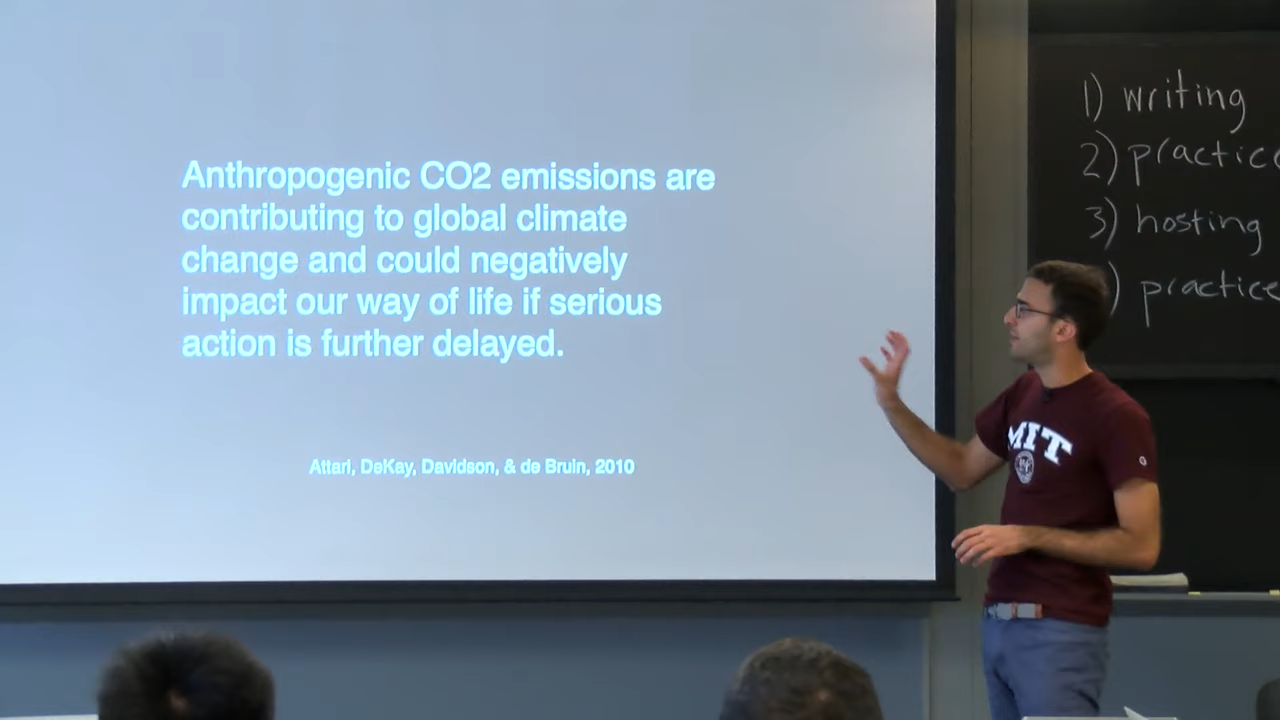 Anthropogenic CO2 emissions are
contributing to global climate
change and could negatively
impact our way of life if serious
action is further delayed.
Attari, DeKay, Davidson, & de Bruin, 2010
1) writing
2) practice
3) hosting
) practice
MIT